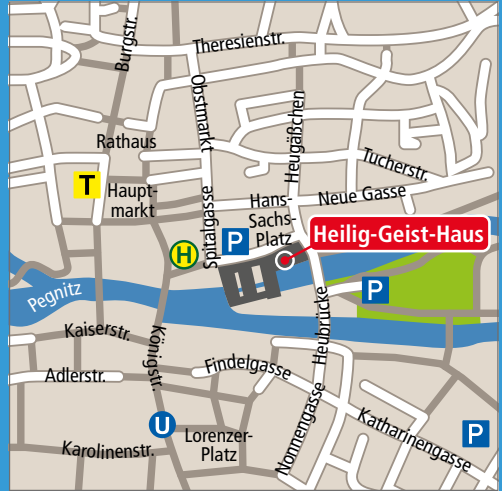 Burgstr.
Theresienstr.
Obstmarkt
Heugäßchen
Rathaus
Tucherstr.
T
Haupt-
markt
Hans-
Sachs-
Platz
Neue Gasse
Spitalgasse
P
H
Heilig-Geist-Haus
Pegnitz
P
Kaiserstr.
Königstr.
Heubrücke
Adlerstr.
Findelgasse
U
Lorenzer-
Platz
Nonnengasse
Katharinengasse
P
Karolinenstr.